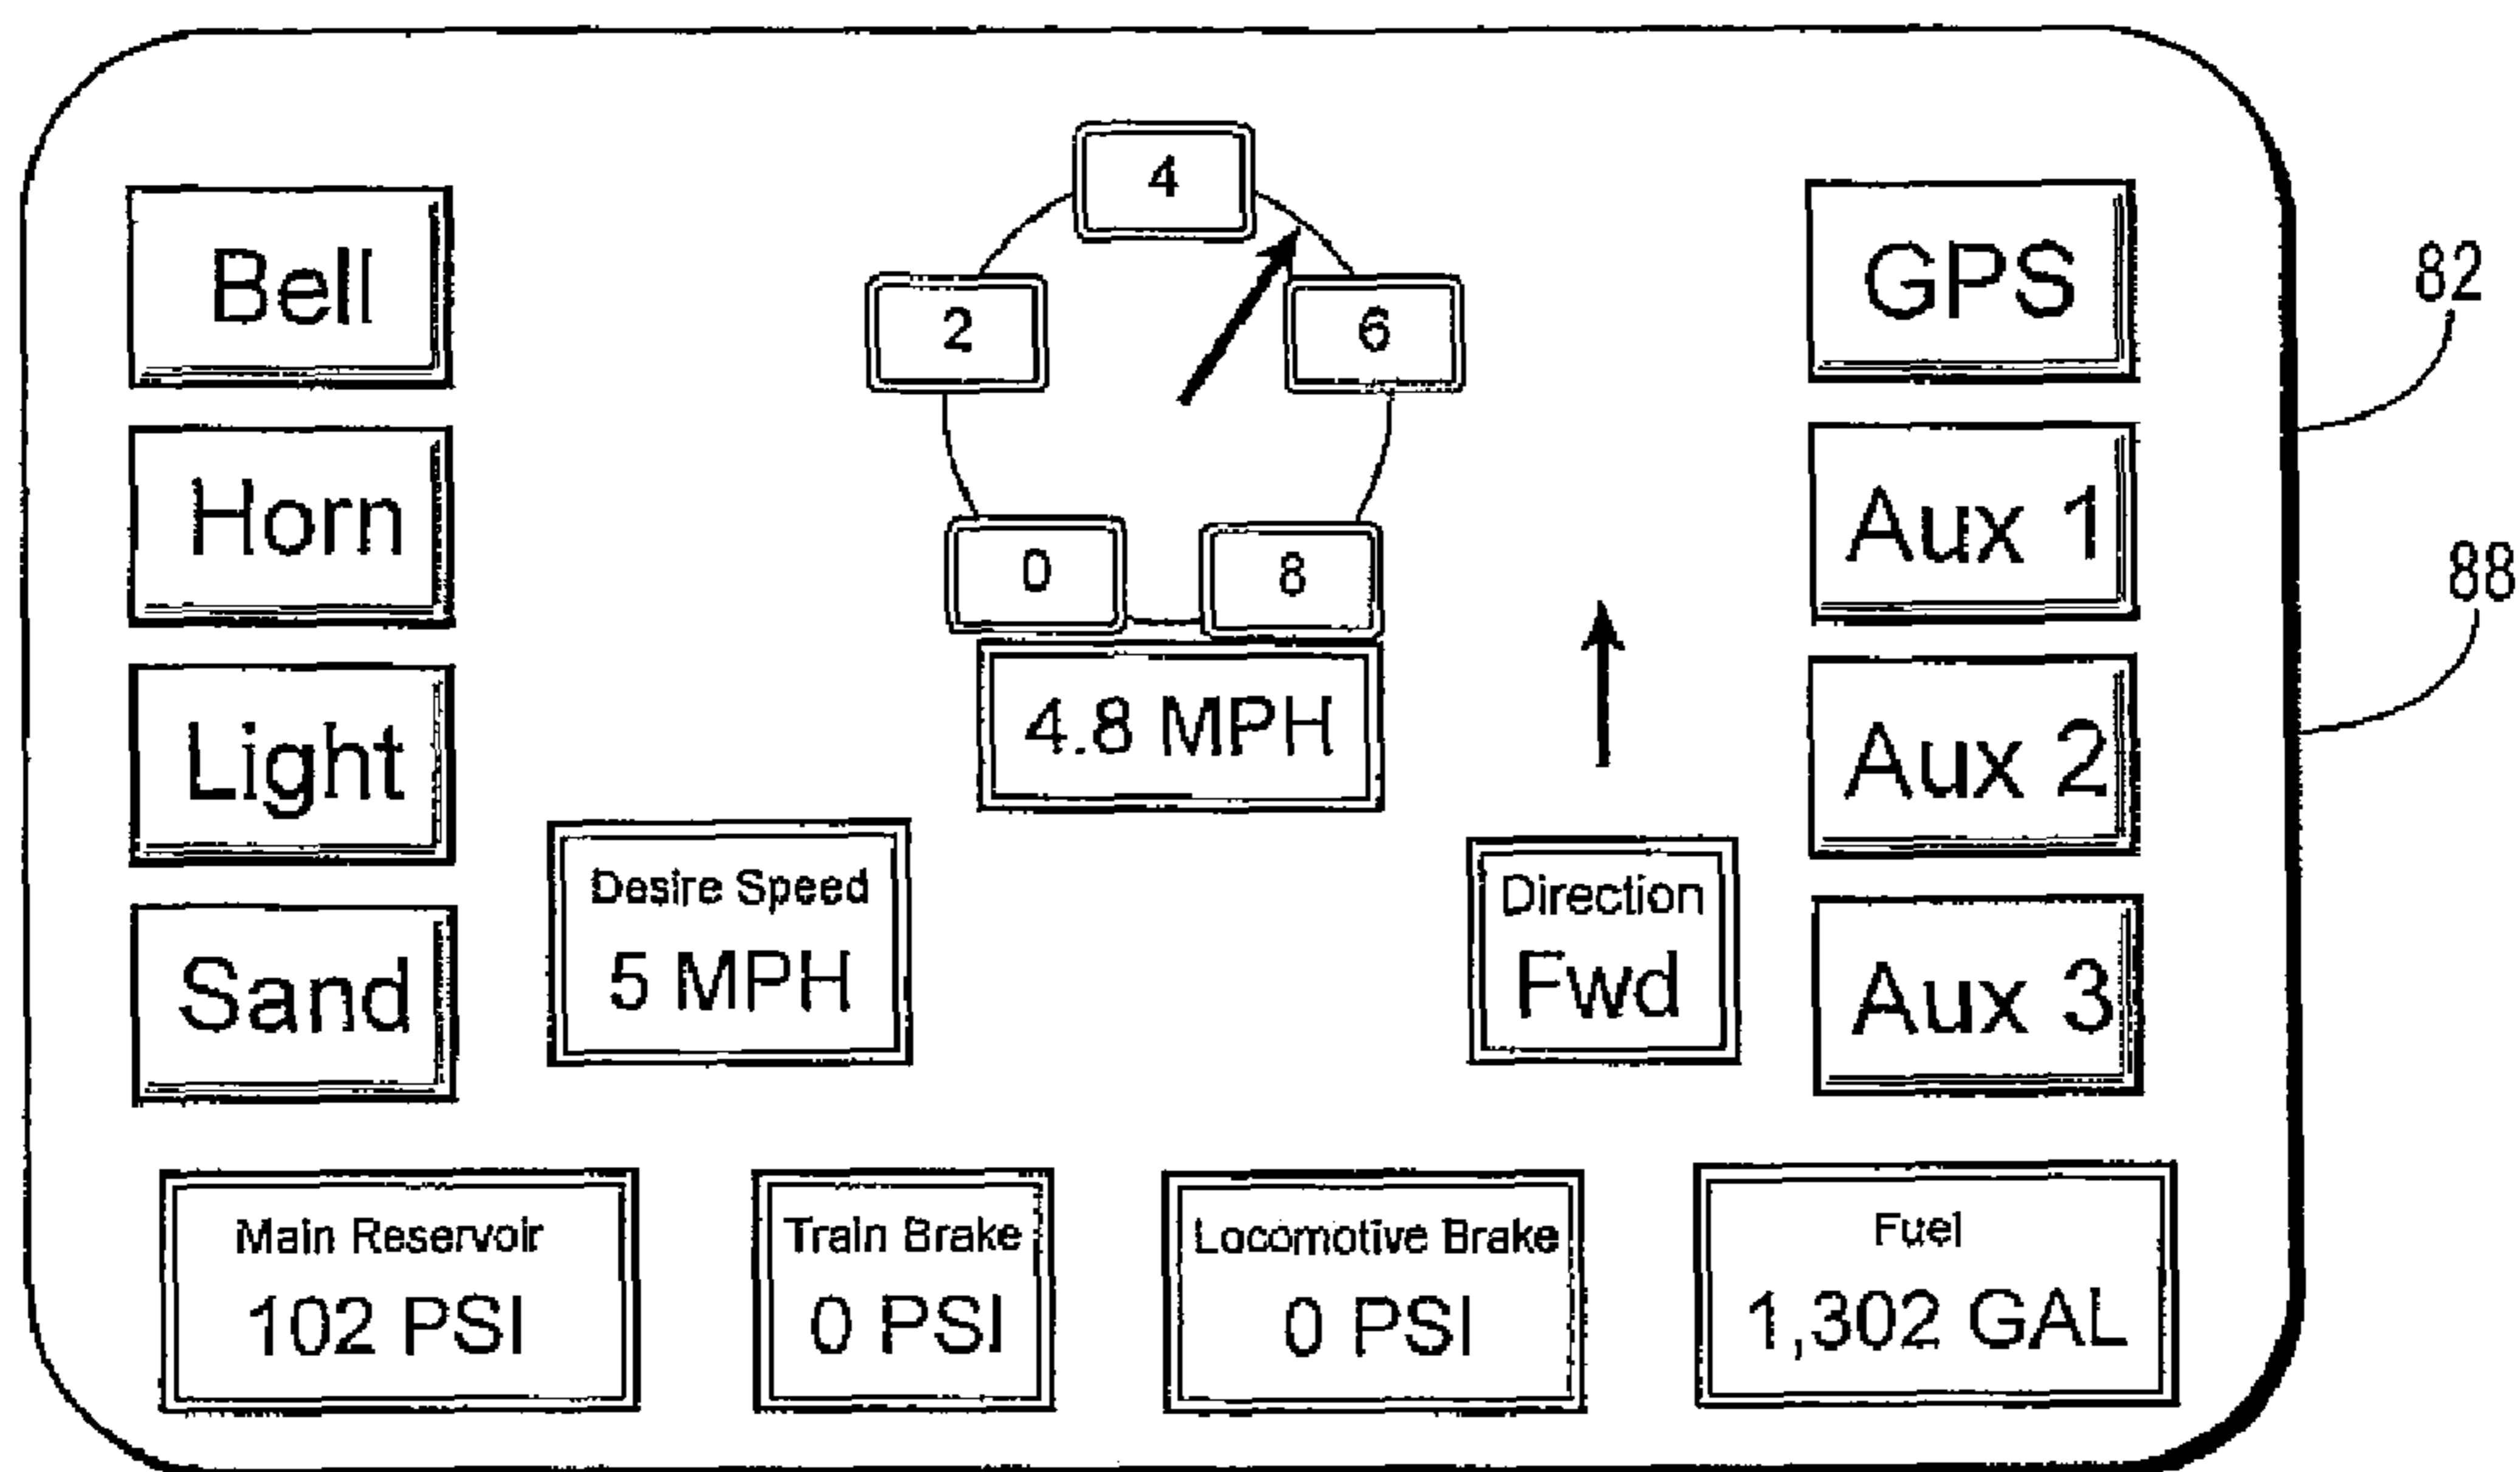 4
Bell
GPS
82
2
6
Horn
Aux 1
0
8
88
Light
4.8 MPH
Aux 2
Desire Speed
5 MPH
Direction
Fwd
Sand
Aux 3
Main Reservoir
102 PSI
Train Brake
0 PSI
Locomotive Brake
0 PSI
Fuel
1,302 GAL